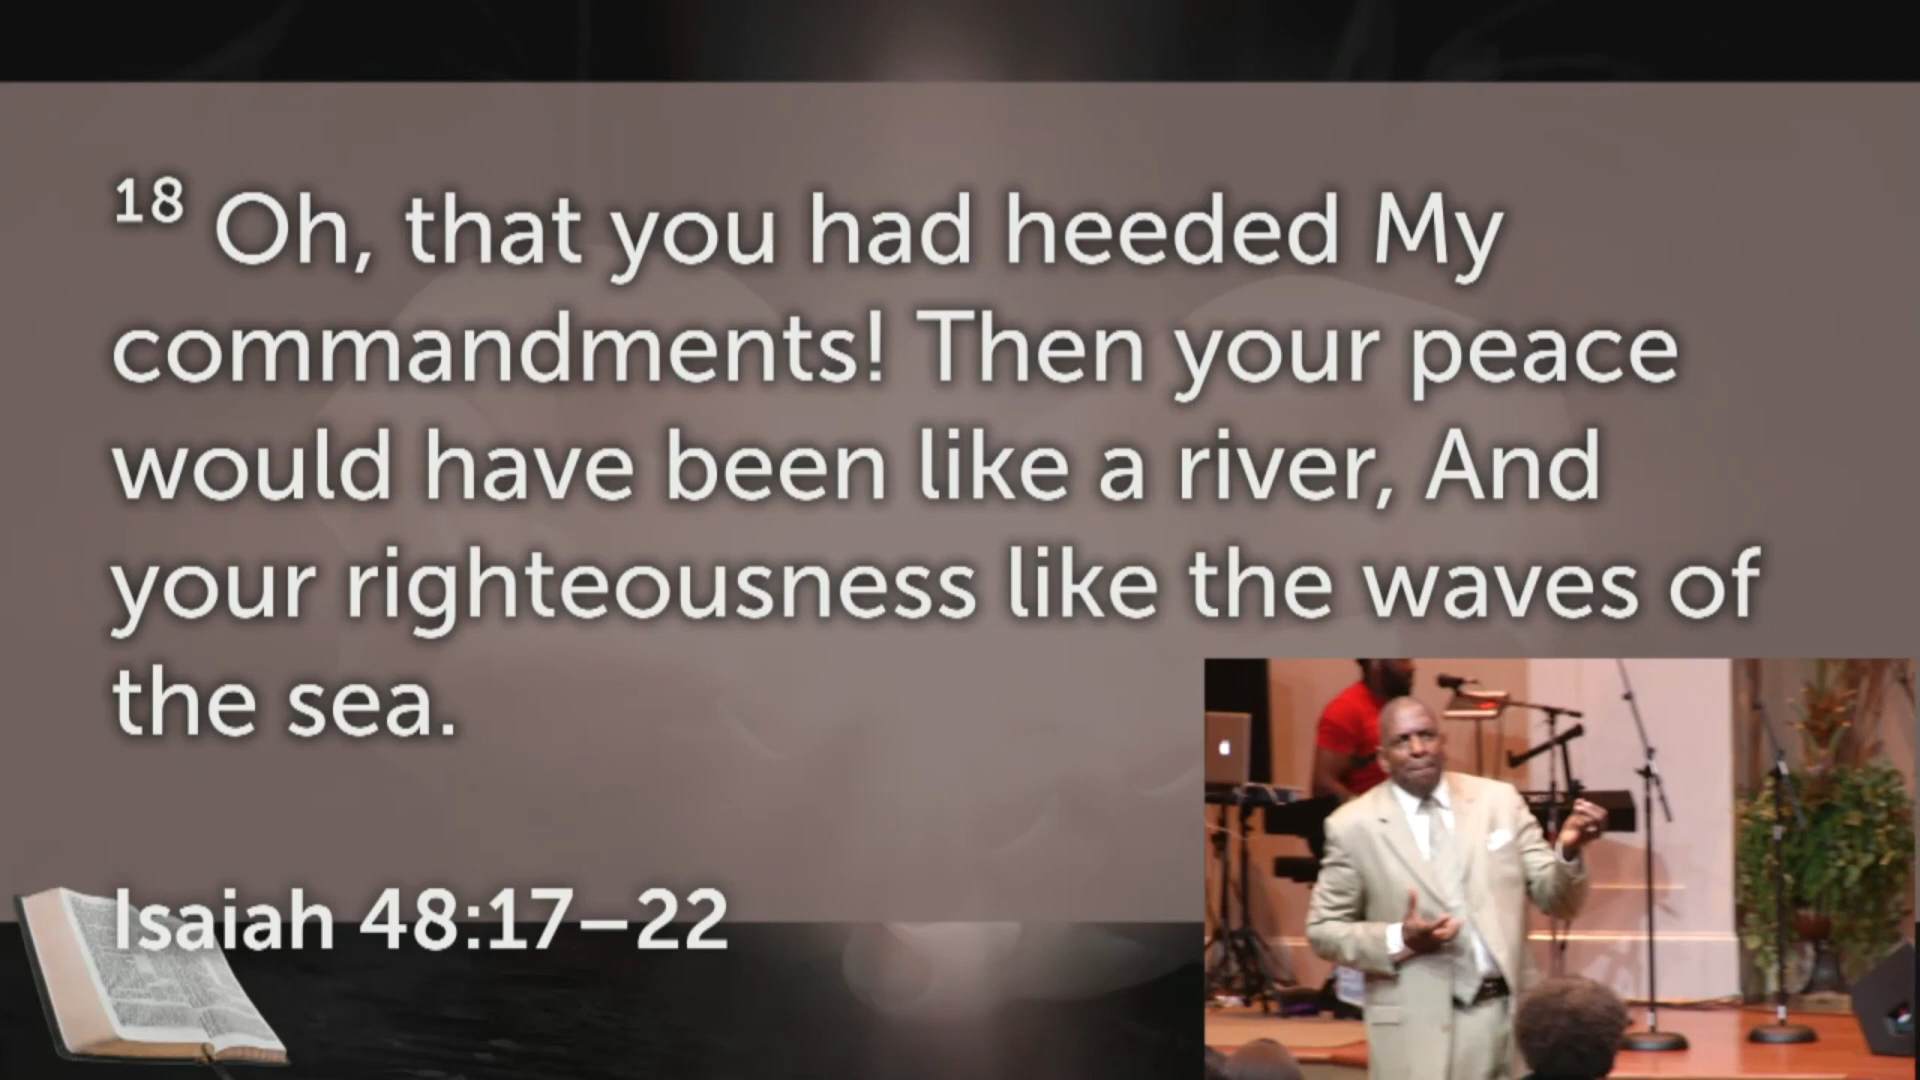 18 Oh, that you had heeded My
commandments! Then your peace
would have been like a river, And
your righteousness like the waves of
the sea.
Isaiah 48:17–22